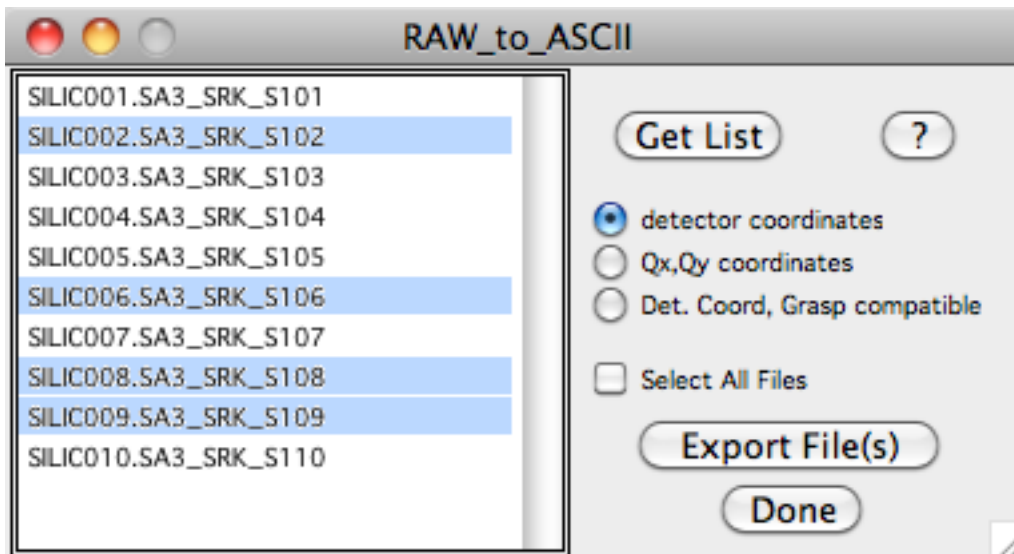 RAW_to_ASCII
SILIC001.SA3_SRK_S101
SILIC002.SA3_SRK_S102
SILIC003.SA3_SRK_S103
SILIC004.SA3_SRK_S104
SILIC005.SA3_SRK_S105
SILIC006.SA3_SRK_S106
SILIC007.SA3_SRK_S107
SILIC008.SA3_SRK_S108
SILIC009.SA3_SRK_S109
SILIC010.SA3_SRK_S110
Get List
?
detector coordinates
Qx,Qy coordinates
Det. Coord, Grasp compatible
Select All Files
Export File(s)
Done